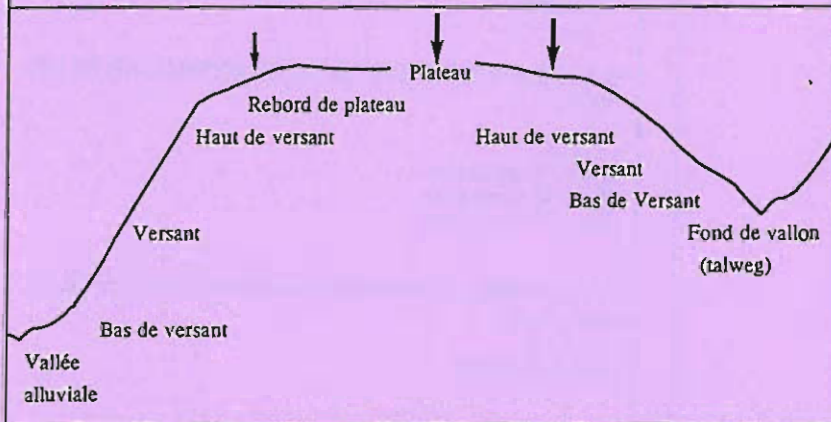 Plateau
Rebord de plateau
Haut de versant
Haut de versant
Versant
Bas de Versant
Versant
Fond de vallon
(talweg)
Bas de versant
Vallée
alluviale